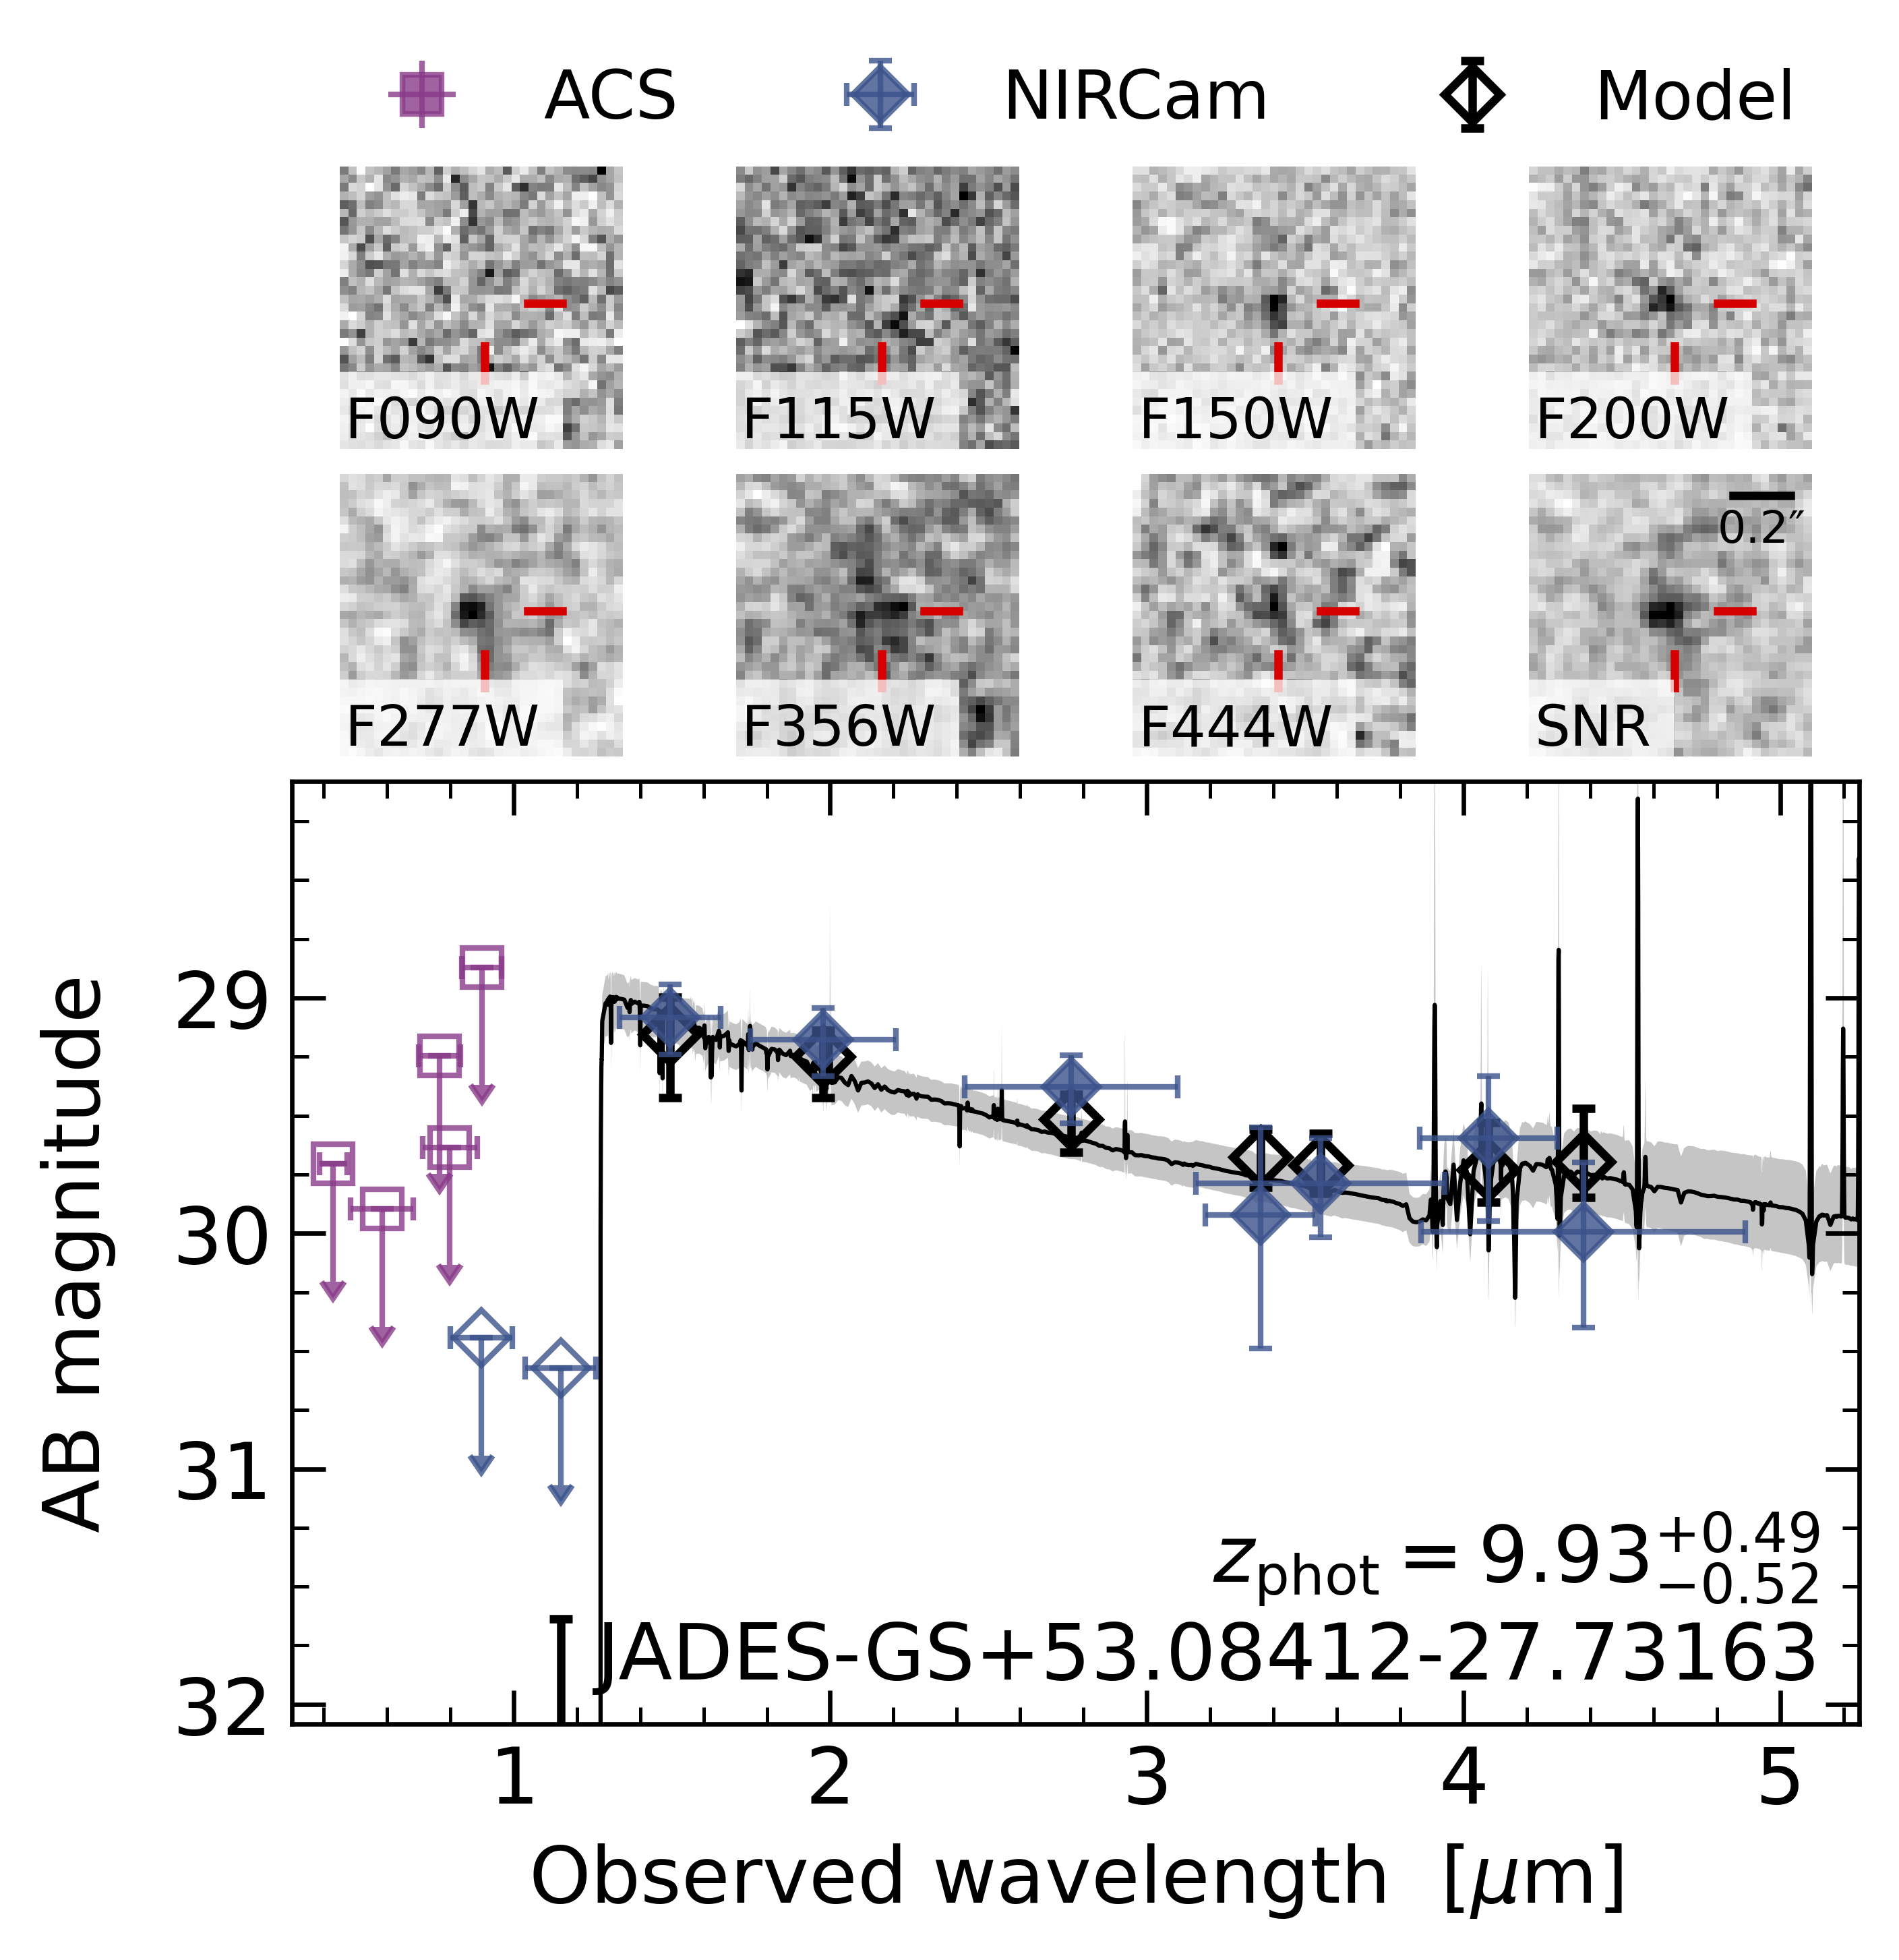 ACS NIRCam Model
F090W F115W F150W F200W
0.2″
F277W F356W F444W SNR
AB magnitude
29
30
31
32
z_phot = 9.93 +0.49 −0.52
JADES-GS+53.08412-27.73163
1 2 3 4 5
Observed wavelength [μm]